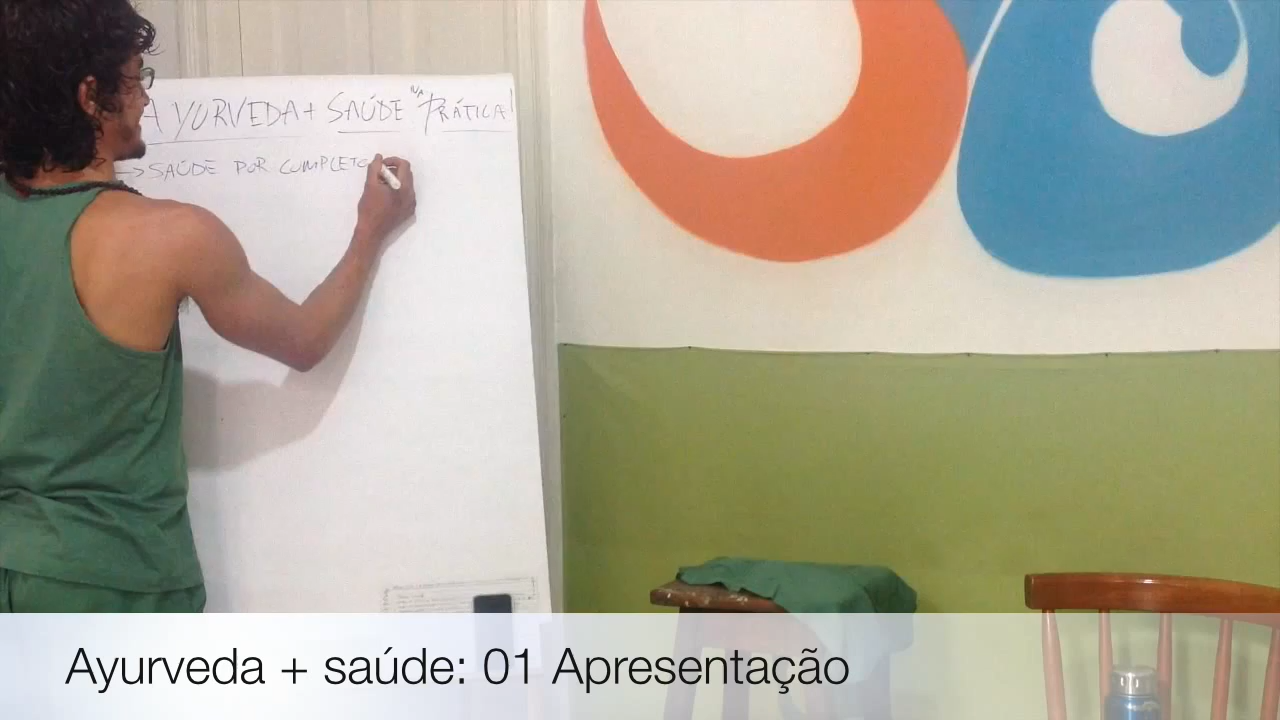 AYURVEDA + SAÚDE NA PRÁTICA!
→ SAÚDE POR COMPLETO
Ayurveda + saúde: 01 Apresentação